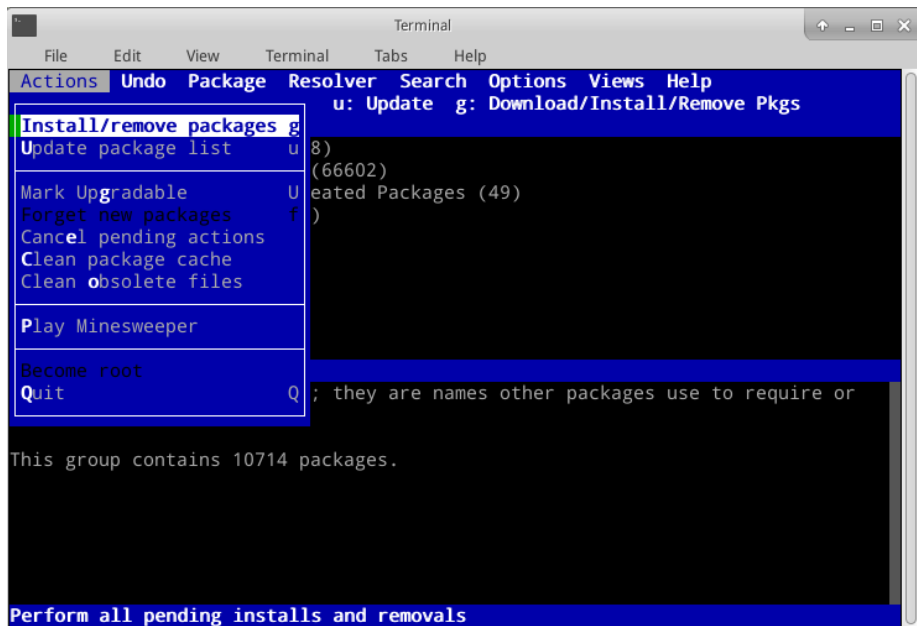 Terminal
File Edit View Terminal Tabs Help
Actions Undo Package Resolver Search Options Views Help
u: Update g: Download/Install/Remove Pkgs
Install/remove packages g
Update package list u 8)
(66602)
Mark Upgradable U eated Packages (49)
Forget new packages f )
Cancel pending actions
Clean package cache
Clean obsolete files
Play Minesweeper
Become root
Quit Q ; they are names other packages use to require or
This group contains 10714 packages.
Perform all pending installs and removals